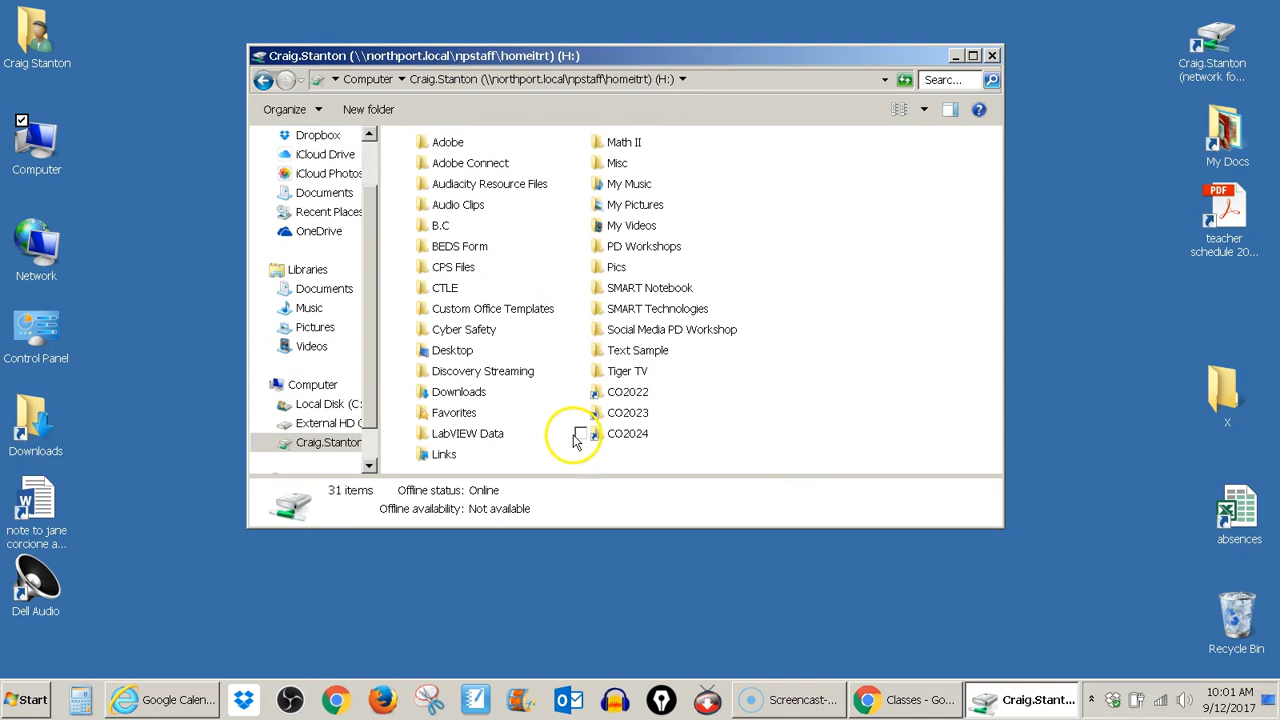 Craig Stanton
Computer
Network
Control Panel
Downloads
note to jane
corcione a...
Dell Audio
Craig.Stanton (\\northport.local\npstaff\homeitrt) (H:)
Computer
Craig.Stanton (\\northport.local\npstaff\homeitrt) (H:)
Searc...
Organize
New folder
Dropbox
iCloud Drive
iCloud Photos
Documents
Recent Places
OneDrive
Libraries
Documents
Music
Pictures
Videos
Computer
Local Disk (C:
External HD (
Craig.Stanton
Adobe
Adobe Connect
Audiacity Resource Files
Audio Clips
B.C
BEDS Form
CPS Files
CTLE
Custom Office Templates
Cyber Safety
Desktop
Discovery Streaming
Downloads
Favorites
LabVIEW Data
Links
Math II
Misc
My Music
My Pictures
My Videos
PD Workshops
Pics
SMART Notebook
SMART Technologies
Social Media PD Workshop
Text Sample
Tiger TV
CO2022
CO2023
CO2024
31 items
Offline status: Online
Offline availability: Not available
Craig.Stanton
(network fo...
My Docs
PDF
teacher
schedule 20...
X
absences
Recycle Bin
Start
Google Calen...
Screencast-...
Classes - Go...
Craig.Stant...
10:01 AM
9/12/2017